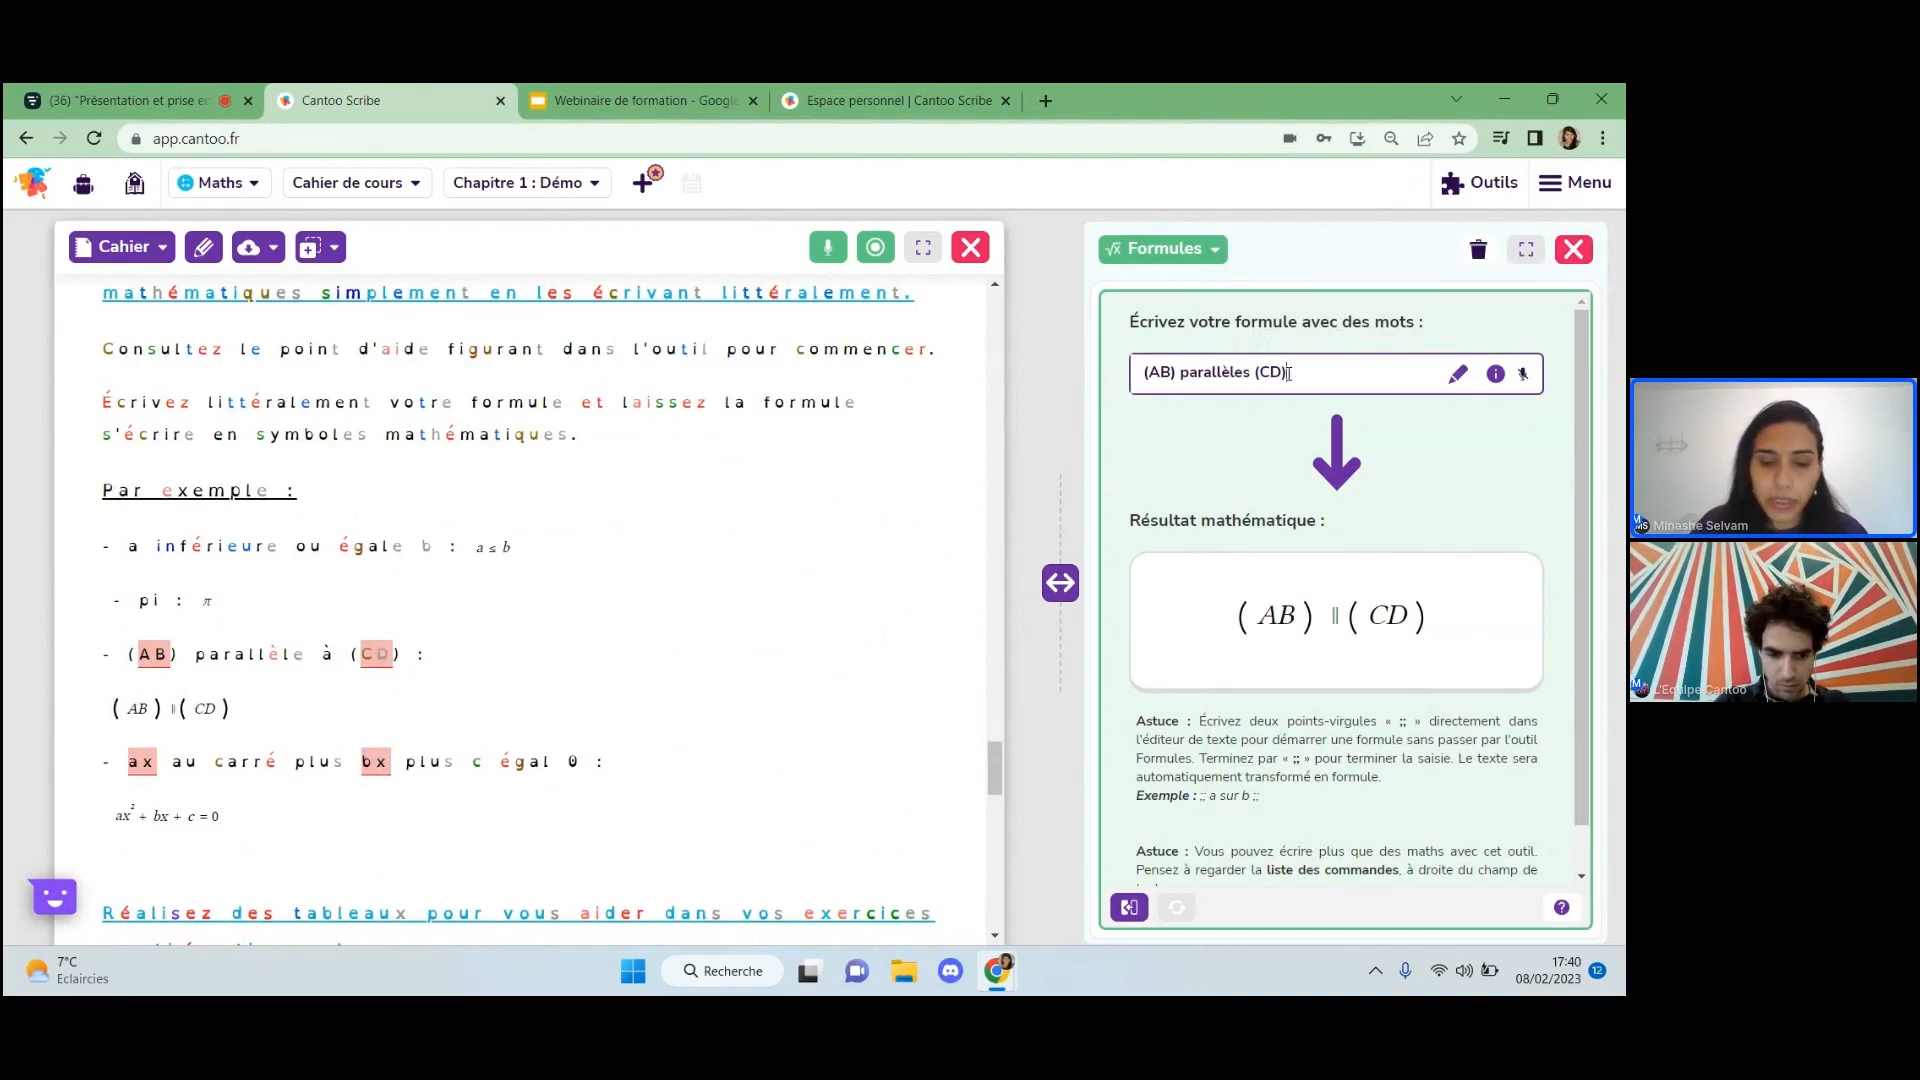 (36) "Présentation et prise e
Cantoo Scribe
Webinaire de formation - Google
Espace personnel | Cantoo Scribe
app.cantoo.fr
Maths
Cahier de cours
Chapitre 1 : Démo
Outils
Menu
Cahier
mathématiques simplement en les écrivant littéralement.
Consultez le point d'aide figurant dans l'outil pour commencer.
Écrivez littéralement votre formule et laissez la formule
s'écrire en symboles mathématiques.
Par exemple :
- a inférieure ou égale b : a ≤ b
- pi : π
- (AB) parallèle à (CD) :
( AB ) ∥ ( CD )
- ax au carré plus bx plus c égal 0 :
ax² + bx + c = 0
Réalisez des tableaux pour vous aider dans vos exercices
√x Formules
Écrivez votre formule avec des mots :
(AB) parallèles (CD)
Résultat mathématique :
( AB ) ∥ ( CD )
Astuce : Écrivez deux points-virgules « ;; » directement dans
l'éditeur de texte pour démarrer une formule sans passer par l'outil
Formules. Terminez par « ;; » pour terminer la saisie. Le texte sera
automatiquement transformé en formule.
Exemple : ;; a sur b ;;
Astuce : Vous pouvez écrire plus que des maths avec cet outil.
Pensez à regarder la liste des commandes, à droite du champ de
Minashe Selvam
L'Equipe Cantoo
7°C
Eclaircies
Recherche
17:40
08/02/2023
12